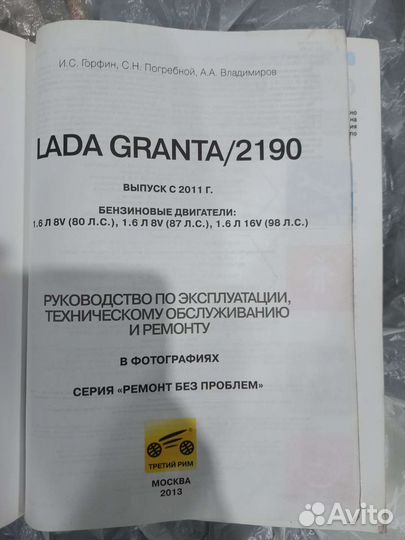 И.С. Горфин, С.Н. Погребной, А.А. Владимиров
LADA GRANTA/2190
ВЫПУСК С 2011 Г.
БЕНЗИНОВЫЕ ДВИГАТЕЛИ:
1.6 Л 8V (80 Л.С.), 1.6 Л 8V (87 Л.С.), 1.6 Л 16V (98 Л.С.)
РУКОВОДСТВО ПО ЭКСПЛУАТАЦИИ,
ТЕХНИЧЕСКОМУ ОБСЛУЖИВАНИЮ
И РЕМОНТУ
В ФОТОГРАФИЯХ
СЕРИЯ «РЕМОНТ БЕЗ ПРОБЛЕМ»
ТРЕТИЙ РИМ
МОСКВА
2013
Avito